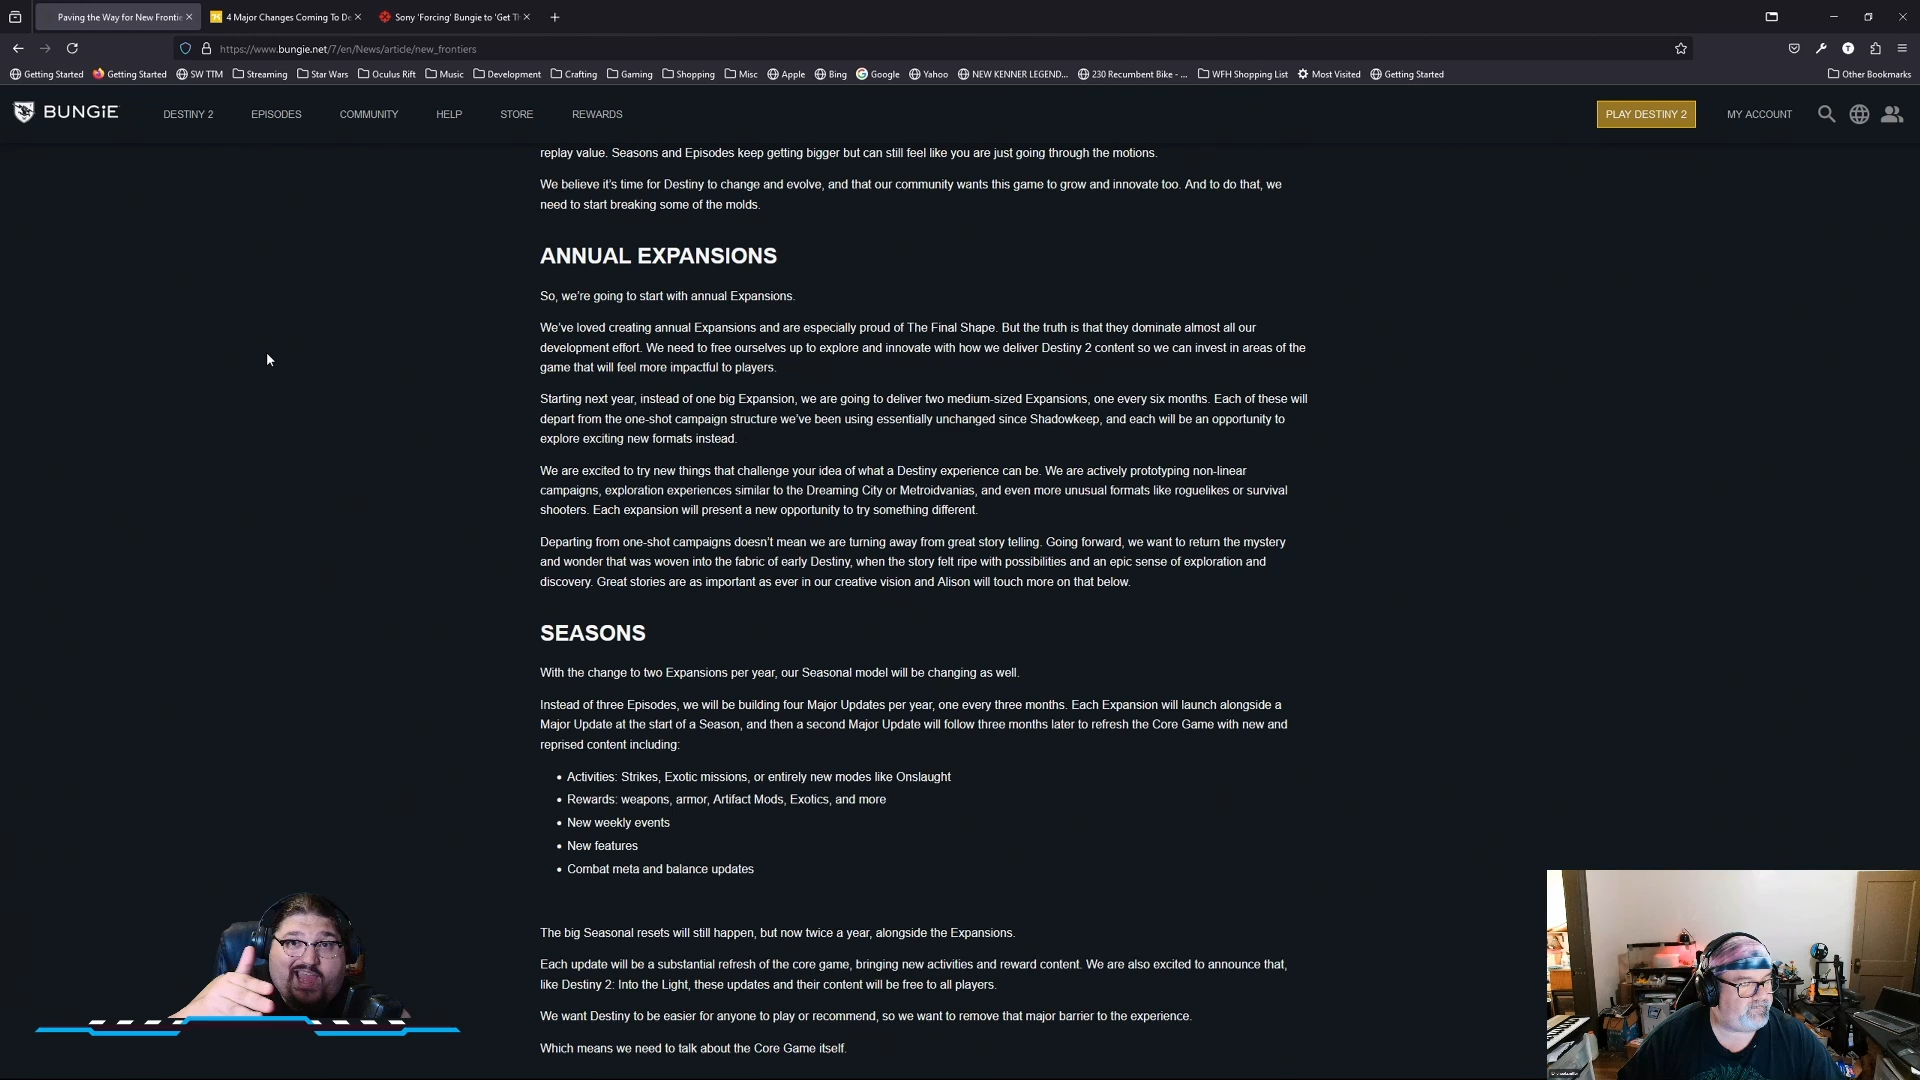 Paving the Way for New Frontie
4 Major Changes Coming To De
Sony 'Forcing' Bungie to 'Get Th
https://www.bungie.net/7/en/News/article/new_frontiers
Getting Started Getting Started SW TTM Streaming Star Wars Oculus Rift Music Development Crafting Gaming Shopping Misc Apple Bing Google Yahoo NEW KENNER LEGEND... 230 Recumbent Bike - ... WFH Shopping List Most Visited Getting Started Other Bookmarks
BUNGiE DESTINY 2 EPISODES COMMUNITY HELP STORE REWARDS PLAY DESTINY 2 MY ACCOUNT
replay value. Seasons and Episodes keep getting bigger but can still feel like you are just going through the motions.
We believe it's time for Destiny to change and evolve, and that our community wants this game to grow and innovate too. And to do that, we
need to start breaking some of the molds.
ANNUAL EXPANSIONS
So, we're going to start with annual Expansions.
We've loved creating annual Expansions and are especially proud of The Final Shape. But the truth is that they dominate almost all our
development effort. We need to free ourselves up to explore and innovate with how we deliver Destiny 2 content so we can invest in areas of the
game that will feel more impactful to players.
Starting next year, instead of one big Expansion, we are going to deliver two medium-sized Expansions, one every six months. Each of these will
depart from the one-shot campaign structure we've been using essentially unchanged since Shadowkeep, and each will be an opportunity to
explore exciting new formats instead.
We are excited to try new things that challenge your idea of what a Destiny experience can be. We are actively prototyping non-linear
campaigns, exploration experiences similar to the Dreaming City or Metroidvanias, and even more unusual formats like roguelikes or survival
shooters. Each expansion will present a new opportunity to try something different.
Departing from one-shot campaigns doesn't mean we are turning away from great story telling. Going forward, we want to return the mystery
and wonder that was woven into the fabric of early Destiny, when the story felt ripe with possibilities and an epic sense of exploration and
discovery. Great stories are as important as ever in our creative vision and Alison will touch more on that below.
SEASONS
With the change to two Expansions per year, our Seasonal model will be changing as well.
Instead of three Episodes, we will be building four Major Updates per year, one every three months. Each Expansion will launch alongside a
Major Update at the start of a Season, and then a second Major Update will follow three months later to refresh the Core Game with new and
reprised content including:
• Activities: Strikes, Exotic missions, or entirely new modes like Onslaught
• Rewards: weapons, armor, Artifact Mods, Exotics, and more
• New weekly events
• New features
• Combat meta and balance updates
The big Seasonal resets will still happen, but now twice a year, alongside the Expansions.
Each update will be a substantial refresh of the core game, bringing new activities and reward content. We are also excited to announce that,
like Destiny 2: Into the Light, these updates and their content will be free to all players.
We want Destiny to be easier for anyone to play or recommend, so we want to remove that major barrier to the experience.
Which means we need to talk about the Core Game itself.